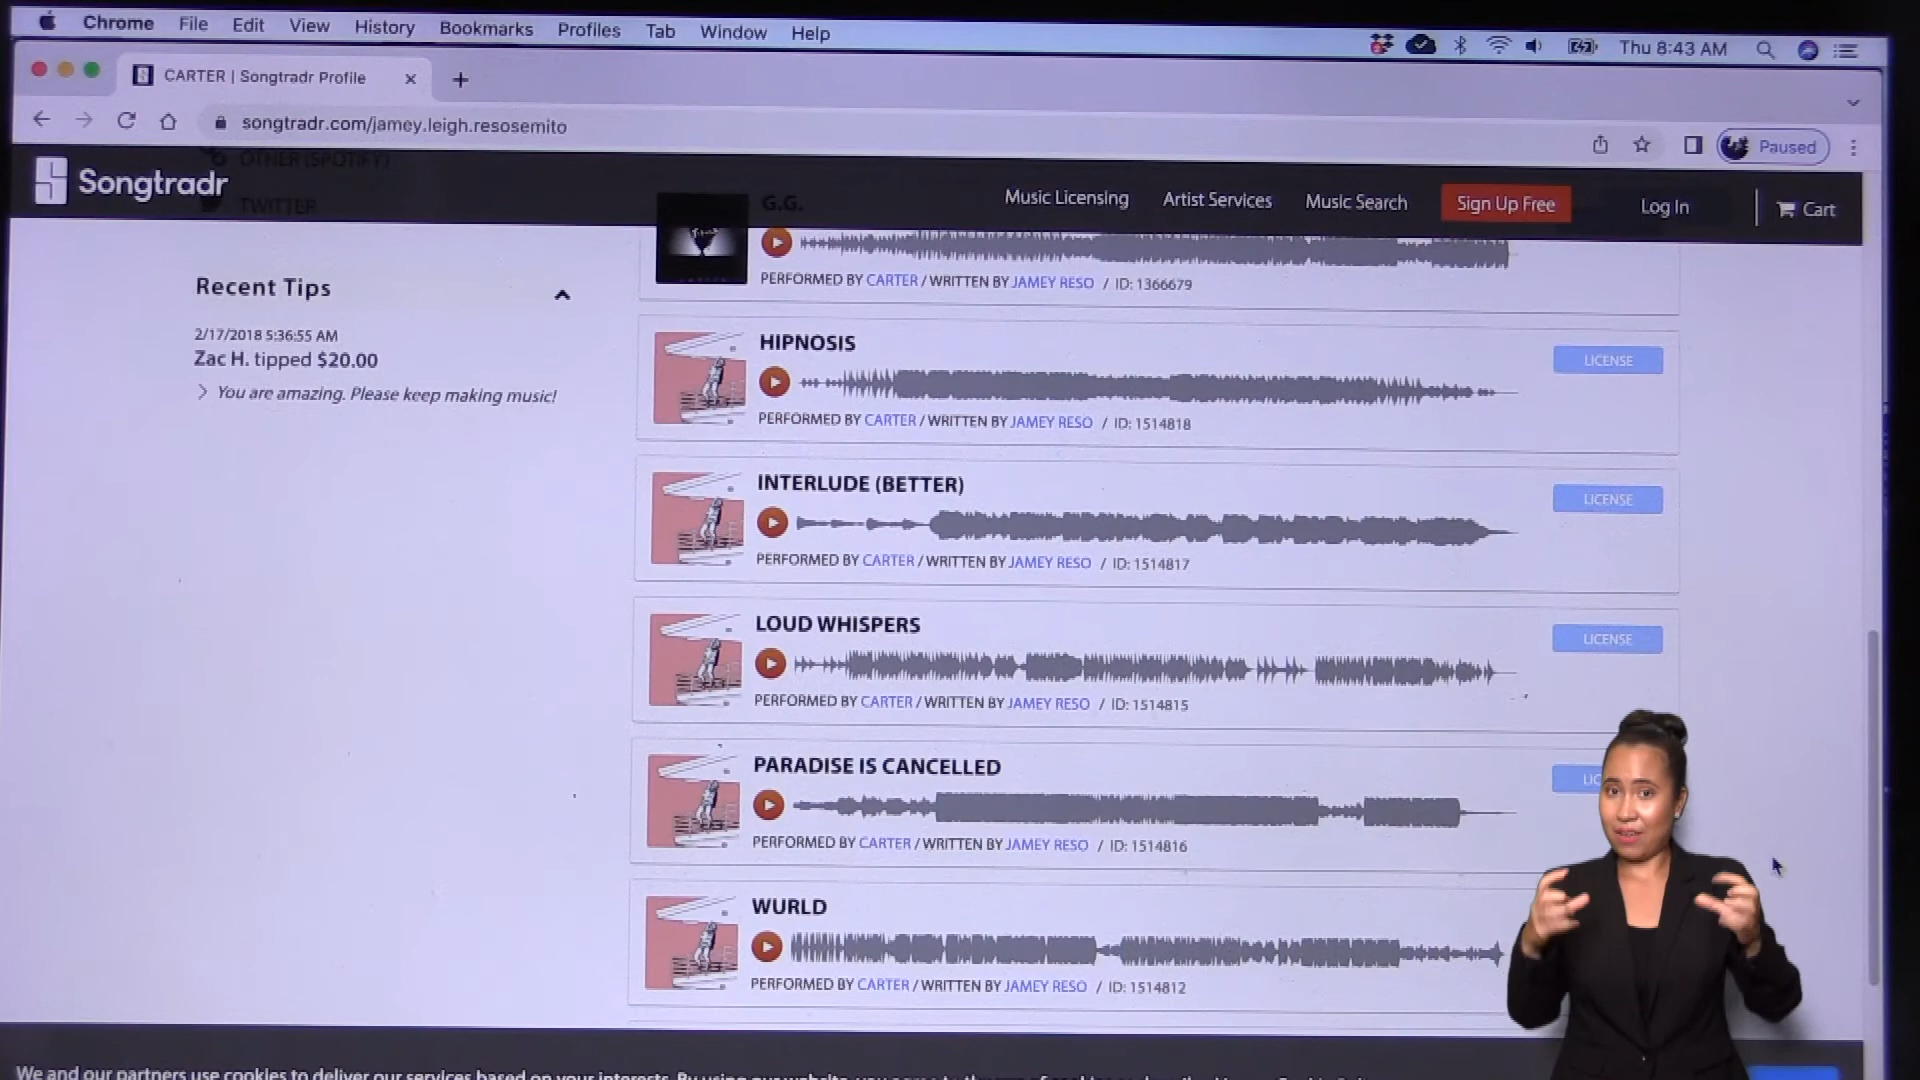 Chrome File Edit View History Bookmarks Profiles Tab Window Help
Thu 8:43 AM
CARTER | Songtradr Profile
songtradr.com/jamey.leigh.resosemito
Paused
OTHER (SPOTIFY)
TWITTER
Songtradr
Music Licensing Artist Services Music Search Sign Up Free Log In Cart
Recent Tips
2/17/2018 5:36:55 AM
Zac H. tipped $20.00
You are amazing. Please keep making music!
G.G.
PERFORMED BY CARTER / WRITTEN BY JAMEY RESO / ID: 1366679
HIPNOSIS
LICENSE
PERFORMED BY CARTER / WRITTEN BY JAMEY RESO / ID: 1514818
INTERLUDE (BETTER)
LICENSE
PERFORMED BY CARTER / WRITTEN BY JAMEY RESO / ID: 1514817
LOUD WHISPERS
LICENSE
PERFORMED BY CARTER / WRITTEN BY JAMEY RESO / ID: 1514815
PARADISE IS CANCELLED
LIC
PERFORMED BY CARTER / WRITTEN BY JAMEY RESO / ID: 1514816
WURLD
PERFORMED BY CARTER / WRITTEN BY JAMEY RESO / ID: 1514812
We and our partners use cookies to deliver our services based on your interests. By using our website, you agree to